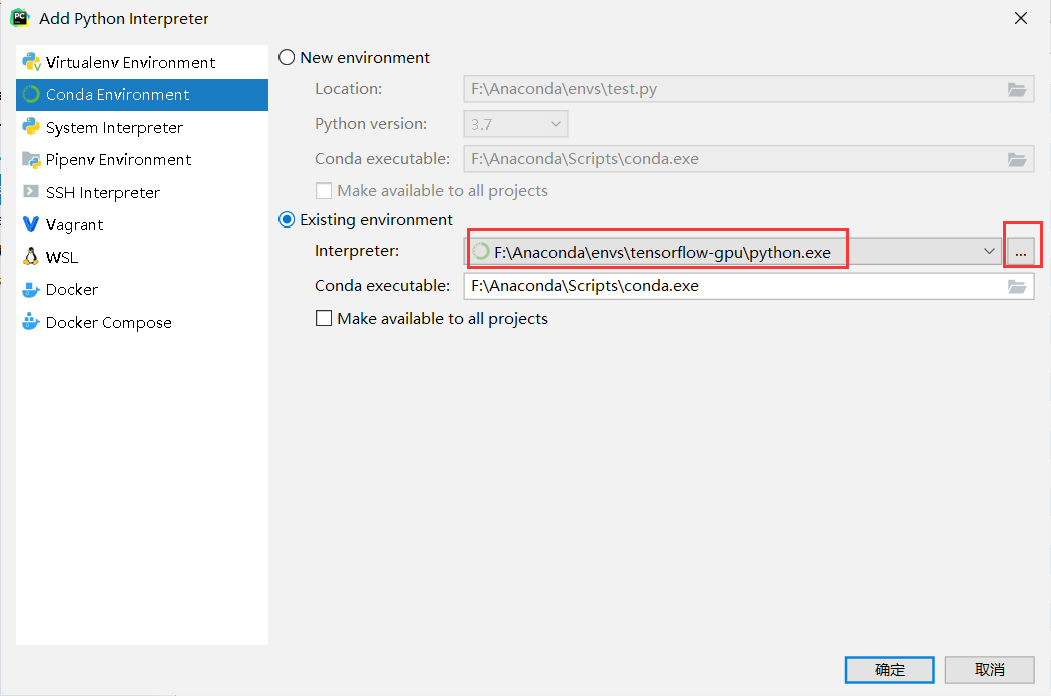 Add Python Interpreter
Virtualenv Environment
Conda Environment
System Interpreter
Pipenv Environment
SSH Interpreter
Vagrant
WSL
Docker
Docker Compose
New environment
Location: F:\Anaconda\envs\test.py
Python version: 3.7
Conda executable: F:\Anaconda\Scripts\conda.exe
Make available to all projects
Existing environment
Interpreter: F:\Anaconda\envs\tensorflow-gpu\python.exe ...
Conda executable: F:\Anaconda\Scripts\conda.exe
Make available to all projects
确定 取消